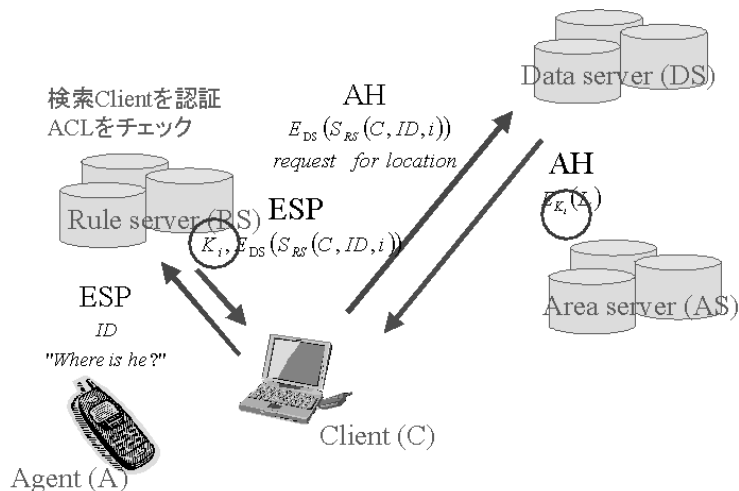 Data server (DS)
検索Clientを認証
ACLをチェック
AH
E_DS(S_RS(C, ID, i))
request for location
AH
E_{K_i}(L)
Rule server (RS)
ESP
K_i, E_DS(S_RS(C, ID, i))
Area server (AS)
ESP
ID
"Where is he?"
Client (C)
Agent (A)